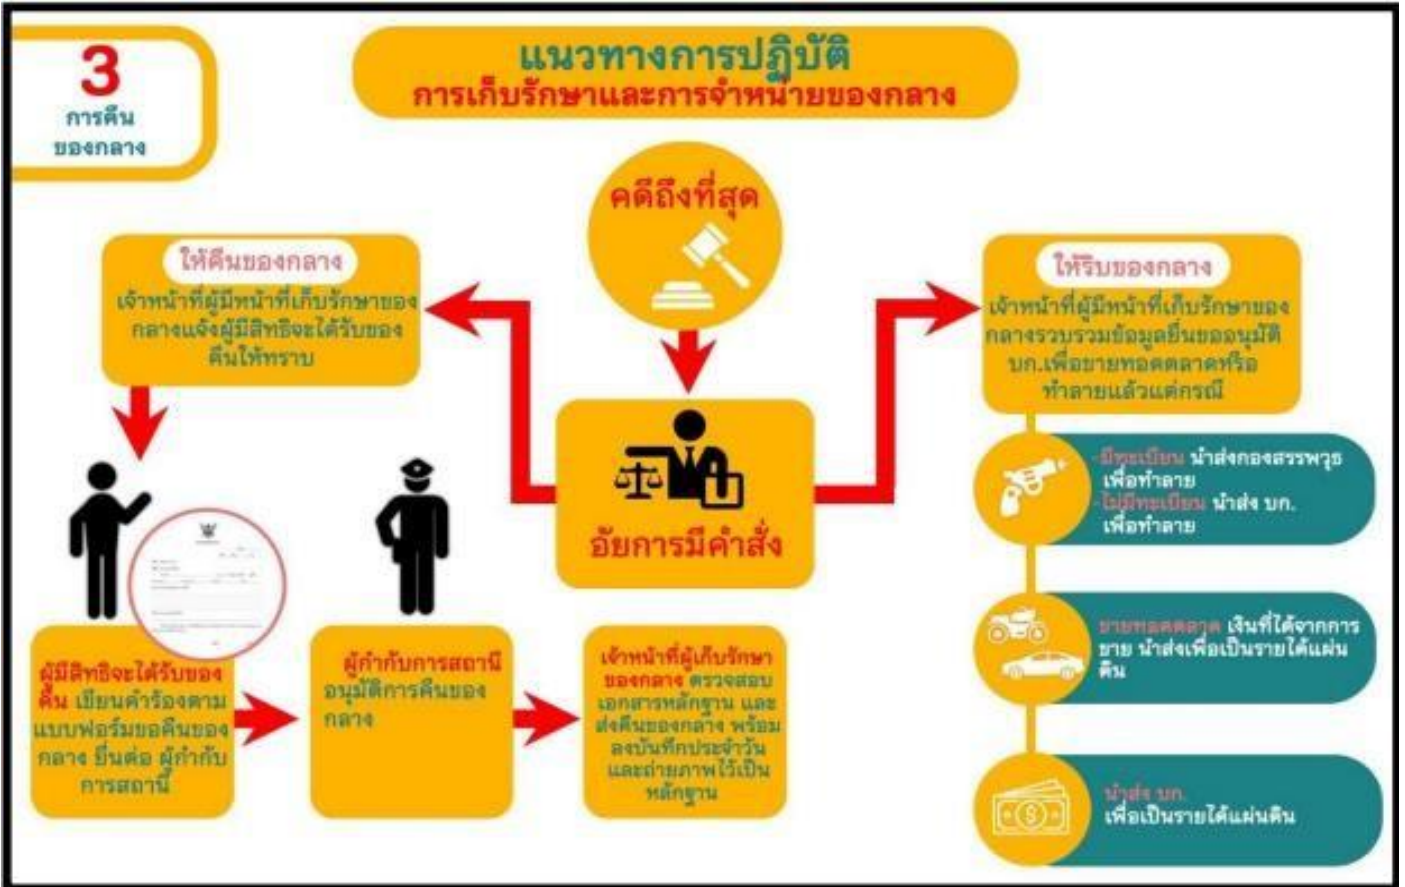 3
การคืน
ของกลาง
แนวทางการปฏิบัติ
การเก็บรักษาและการจำหน่ายของกลาง
คดีถึงที่สุด
ให้คืนของกลาง
เจ้าหน้าที่ผู้มีหน้าที่เก็บรักษาของ
กลางแจ้งผู้มีสิทธิจะได้รับของ
คืนให้ทราบ
อัยการมีคำสั่ง
ให้ริบของกลาง
เจ้าหน้าที่ผู้มีหน้าที่เก็บรักษาของ
กลางรวบรวมข้อมูลยื่นขออนุมัติ
บก.เพื่อขายทอดตลาดหรือ
ทำลายแล้วแต่กรณี
-มีทะเบียน นำส่งกองสรรพวุธ
เพื่อทำลาย
-ไม่มีทะเบียน นำส่ง บก.
เพื่อทำลาย
ขายทอดตลาด เงินที่ได้จากการ
ขาย นำส่งเพื่อเป็นรายได้แผ่น
ดิน
นำส่ง บก.
เพื่อเป็นรายได้แผ่นดิน
ผู้มีสิทธิจะได้รับของ
คืน เขียนคำร้องตาม
แบบฟอร์มขอคืนของ
กลาง ยื่นต่อ ผู้กำกับ
การสถานี
ผู้กำกับการสถานี
อนุมัติการคืนของ
กลาง
เจ้าหน้าที่ผู้เก็บรักษา
ของกลาง ตรวจสอบ
เอกสารหลักฐาน และ
ส่งคืนของกลาง พร้อม
ลงบันทึกประจำวัน
และถ่ายภาพไว้เป็น
หลักฐาน